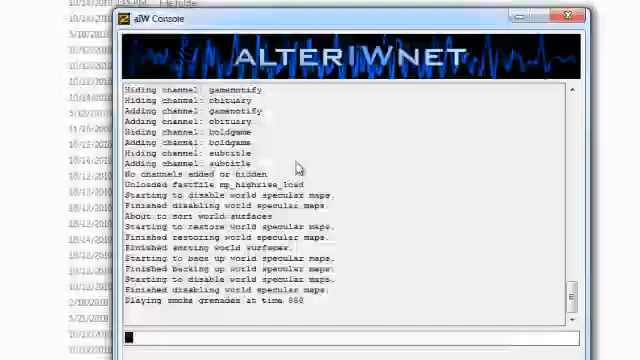 aIW Console
ALTERIWNET
Hiding channel: gamenotify
Hiding channel: obituary
Adding channel: gamenotify
Adding channel: obituary
Hiding channel: boldgame
Adding channel: boldgame
Hiding channel: subtitle
Adding channel: subtitle
No channels added or hidden
Unloaded fastfile mp_highrise_load
Starting to disable world specular maps.
Finished disabling world specular maps.
About to sort world surfaces
Starting to restore world specular maps.
Finished restoring world specular maps.
Finished sorting world surfaces.
Starting to back up world specular maps.
Finished backing up world specular maps.
Starting to disable world specular maps.
Finished disabling world specular maps.
Playing smoke grenades at time 850